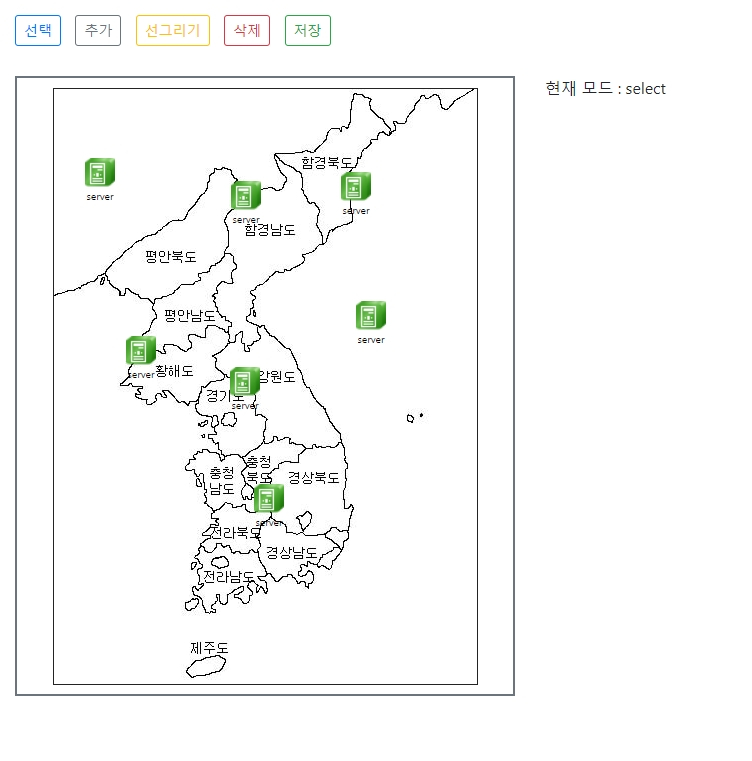 선택 추가 선그리기 삭제 저장
현재 모드 : select
함경북도
server
server
server
함경남도
평안북도
평안남도
server
server
황해도
강원도
경기도
server
충청
북도
충청
남도
경상북도
server
전라북도
경상남도
전라남도
제주도